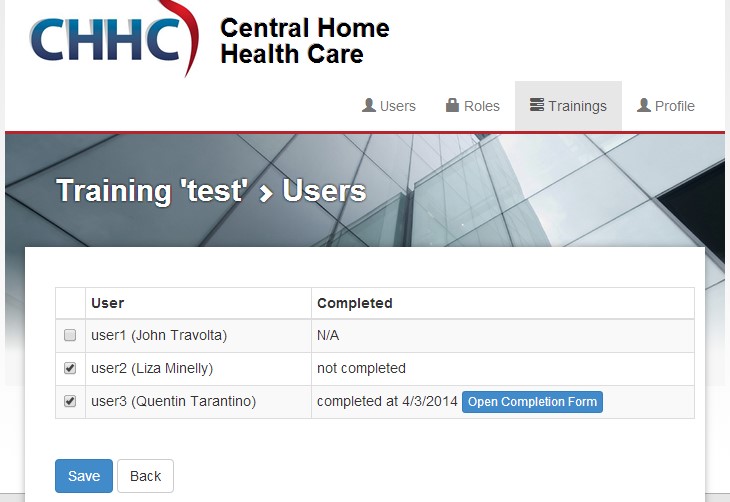 CHHC
Central Home
Health Care
Users Roles Trainings Profile
Training 'test' > Users
User Completed
user1 (John Travolta) N/A
user2 (Liza Minelly) not completed
user3 (Quentin Tarantino) completed at 4/3/2014 Open Completion Form
Save Back